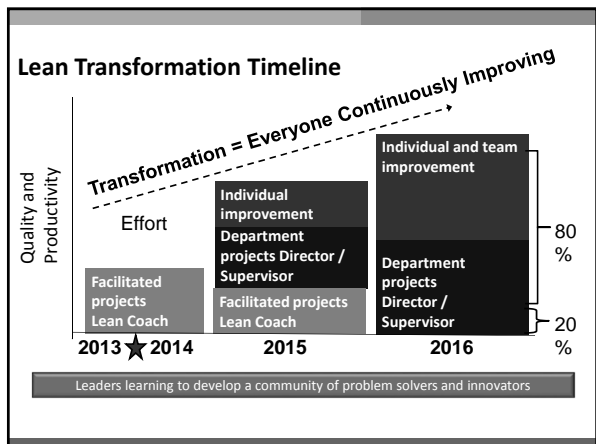 Lean Transformation Timeline
Transformation = Everyone Continuously Improving
Quality and
Productivity
Effort
Facilitated
projects
Lean Coach
Individual
improvement
Department
projects Director /
Supervisor
Facilitated projects
Lean Coach
Individual and team
improvement
Department
projects
Director /
Supervisor
80
%
20
%
2013 2014 2015 2016
Leaders learning to develop a community of problem solvers and innovators